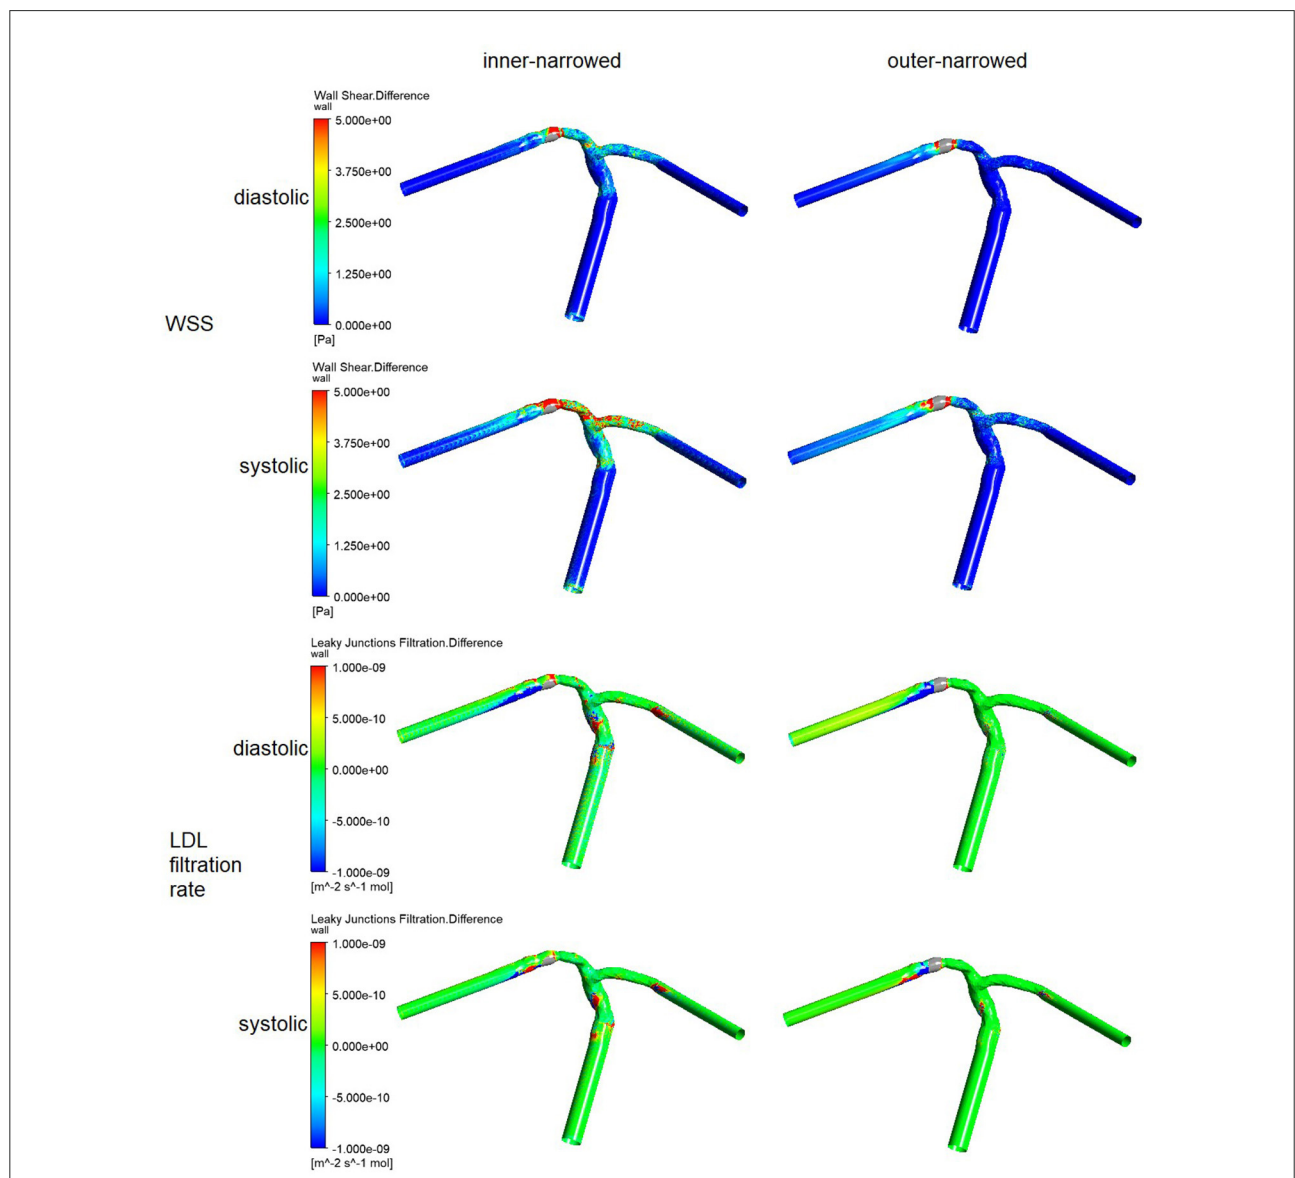 inner-narrowed
outer-narrowed
Wall Shear.Difference
wall
5.000e+00
3.750e+00
2.500e+00
1.250e+00
0.000e+00
[Pa]
diastolic
WSS
Wall Shear.Difference
wall
5.000e+00
3.750e+00
2.500e+00
1.250e+00
0.000e+00
[Pa]
systolic
Leaky Junctions Filtration.Difference
wall
1.000e-09
5.000e-10
0.000e+00
-5.000e-10
-1.000e-09
[m^-2 s^-1 mol]
diastolic
LDL
filtration
rate
Leaky Junctions Filtration.Difference
wall
1.000e-09
5.000e-10
0.000e+00
-5.000e-10
-1.000e-09
[m^-2 s^-1 mol]
systolic